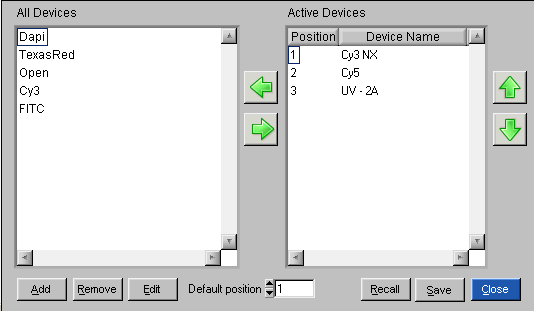 All Devices
Dapi
TexasRed
Open
Cy3
FITC
Active Devices
Position Device Name
1 Cy3 NX
2 Cy5
3 UV - 2A
Add Remove Edit Default position 1 Recall Save Close